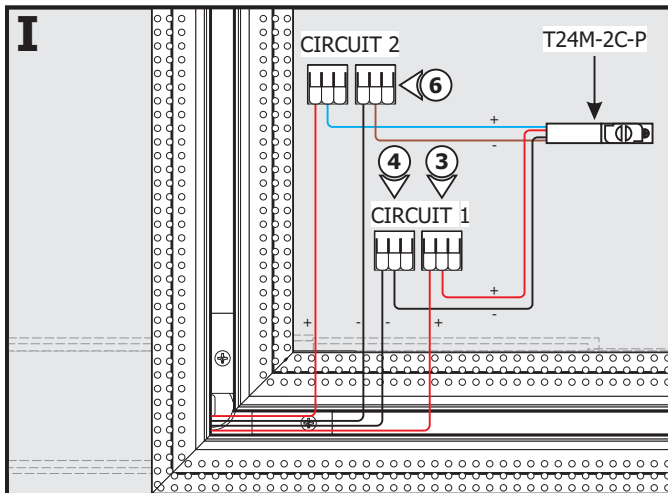 I
CIRCUIT 2
T24M-2C-P
6
+
-
4
3
CIRCUIT 1
+
-
+ - - +